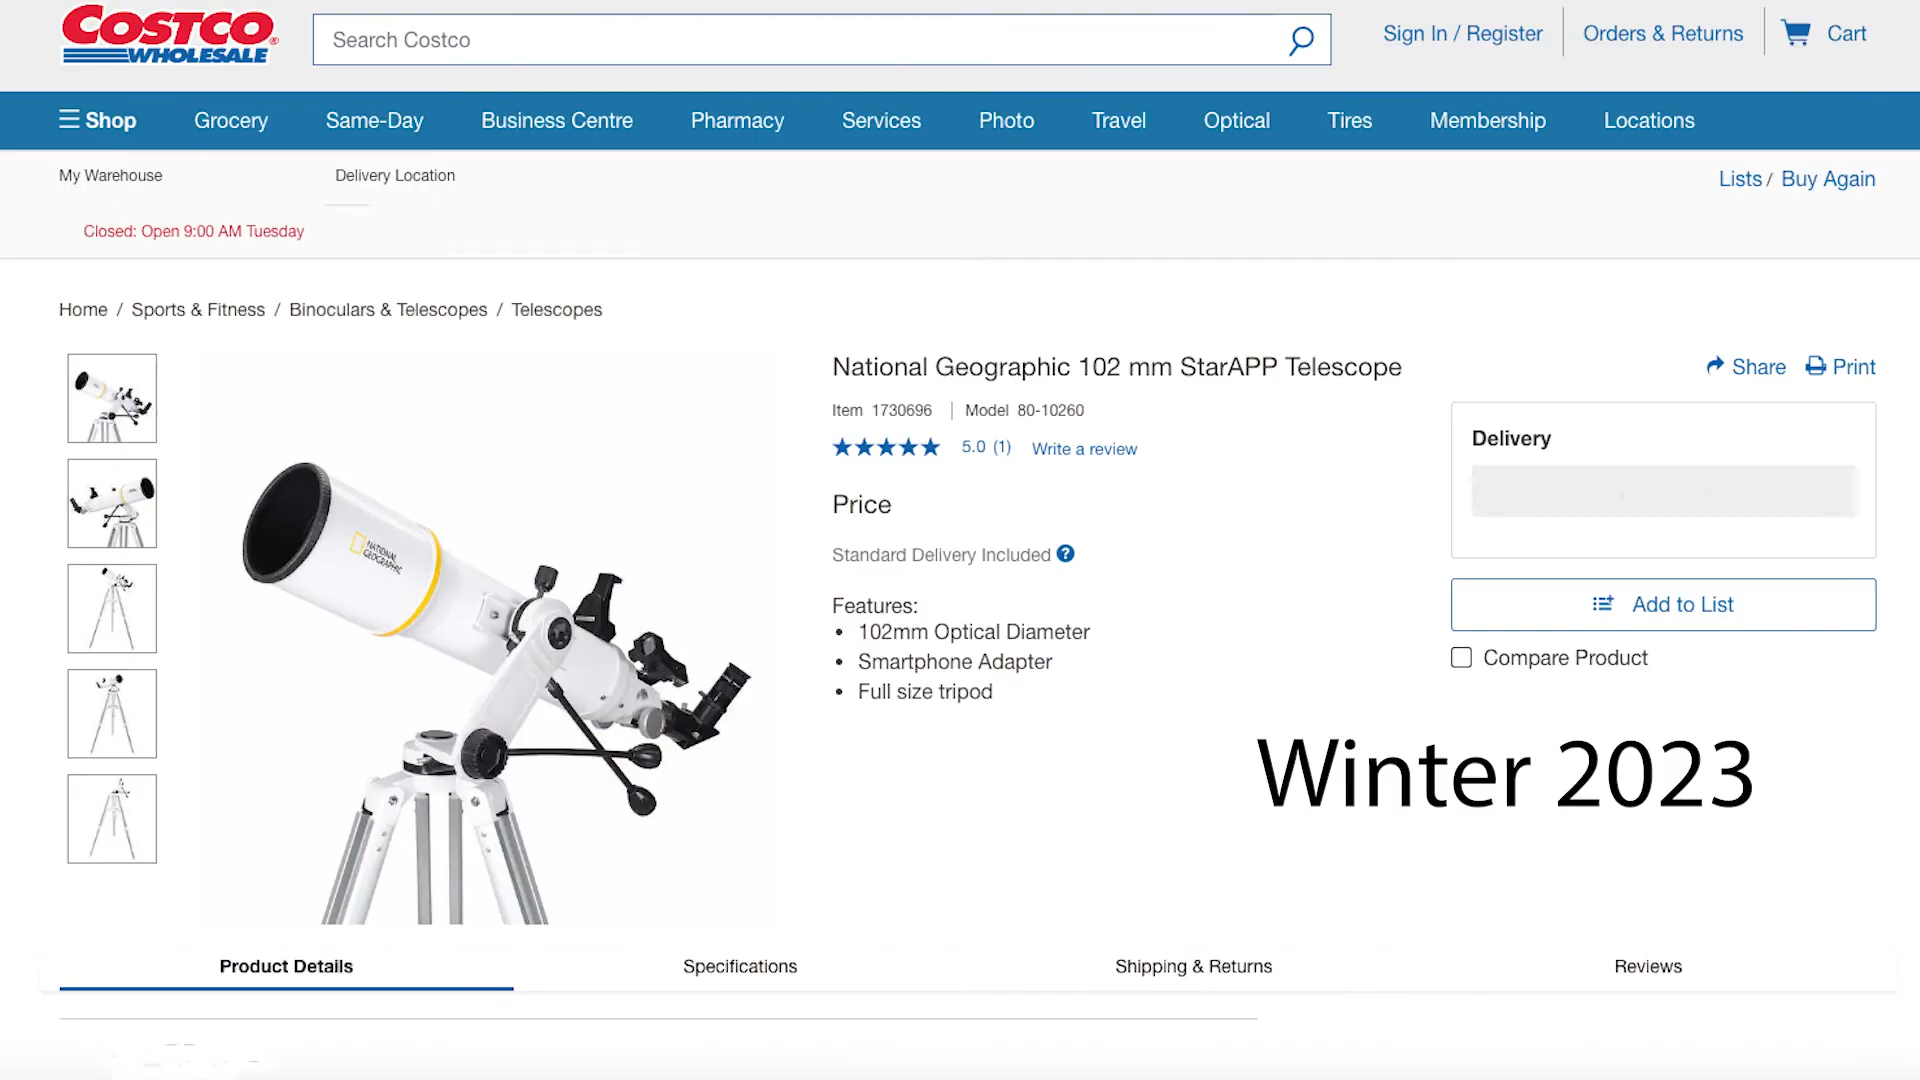 COSTCO
WHOLESALE
Search Costco
Sign In / Register
Orders & Returns
Cart
Shop
Grocery
Same-Day
Business Centre
Pharmacy
Services
Photo
Travel
Optical
Tires
Membership
Locations
My Warehouse
Delivery Location
Lists / Buy Again
Closed: Open 9:00 AM Tuesday
Home / Sports & Fitness / Binoculars & Telescopes / Telescopes
National Geographic 102 mm StarAPP Telescope
Share
Print
Item 1730696 | Model 80-10260
5.0 (1) Write a review
Delivery
Price
Standard Delivery Included ?
Features:
• 102mm Optical Diameter
• Smartphone Adapter
• Full size tripod
Add to List
Compare Product
NATIONAL
GEOGRAPHIC
Winter 2023
Product Details
Specifications
Shipping & Returns
Reviews